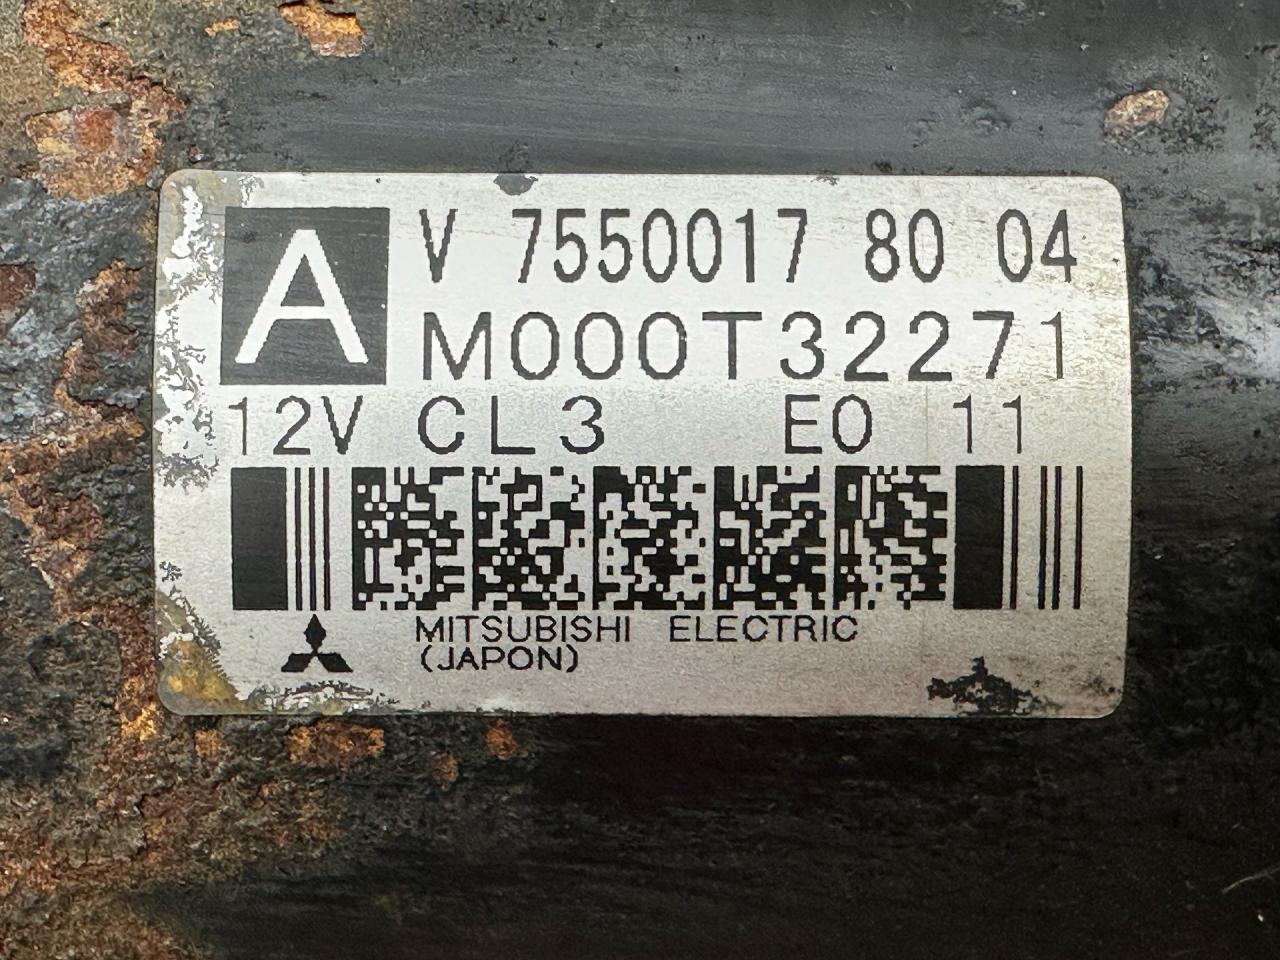 A V 7550017 80 04
M000T32271
12V CL3 E0 11
MITSUBISHI ELECTRIC
(JAPON)